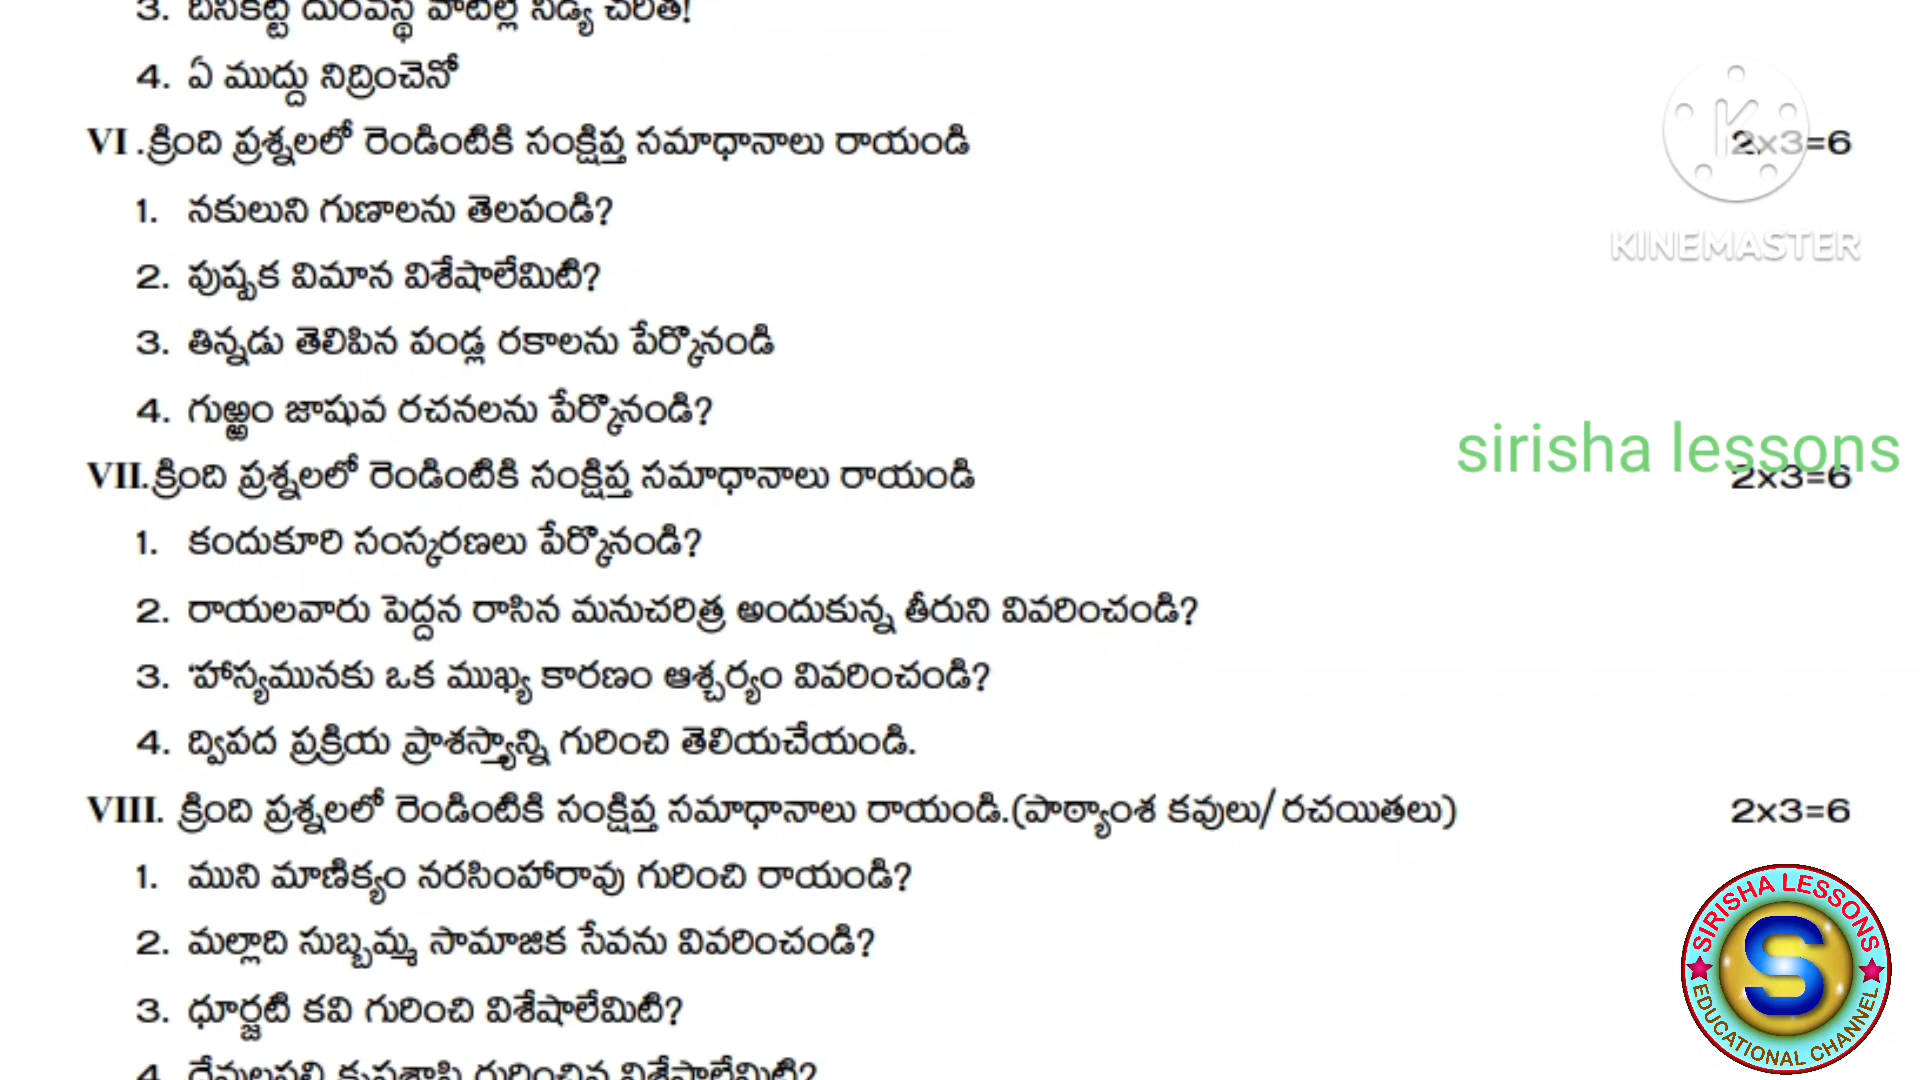 4. ఏ ముద్దు నిద్రించెనో
VI .క్రింది ప్రశ్నలలో రెండింటికి సంక్షిప్త సమాధానాలు రాయండి 2x3=6
1. నకులుని గుణాలను తెలపండి?
KINEMASTER
2. పుష్పక విమాన విశేషాలేమిటి?
3. తిన్నడు తెలిపిన పండ్ల రకాలను పేర్కొనండి
4. గుఱ్ఱం జాషువ రచనలను పేర్కొనండి?
sirisha lessons
VII.క్రింది ప్రశ్నలలో రెండింటికి సంక్షిప్త సమాధానాలు రాయండి 2x3=6
1. కందుకూరి సంస్కరణలు పేర్కొనండి?
2. రాయలవారు పెద్దన రాసిన మనుచరిత్ర అందుకున్న తీరుని వివరించండి?
3. 'హాస్యమునకు ఒక ముఖ్య కారణం ఆశ్చర్యం వివరించండి?
4. ద్విపద ప్రక్రియ ప్రాశస్త్యాన్ని గురించి తెలియచేయండి.
VIII. క్రింది ప్రశ్నలలో రెండింటికి సంక్షిప్త సమాధానాలు రాయండి.(పాఠ్యాంశ కవులు/ రచయితలు) 2x3=6
1. ముని మాణిక్యం నరసింహారావు గురించి రాయండి?
2. మల్లాది సుబ్బమ్మ సామాజిక సేవను వివరించండి?
3. ధూర్జటి కవి గురించి విశేషాలేమిటి?
SIRISHA LESSONS
S
EDUCATIONAL CHANNEL